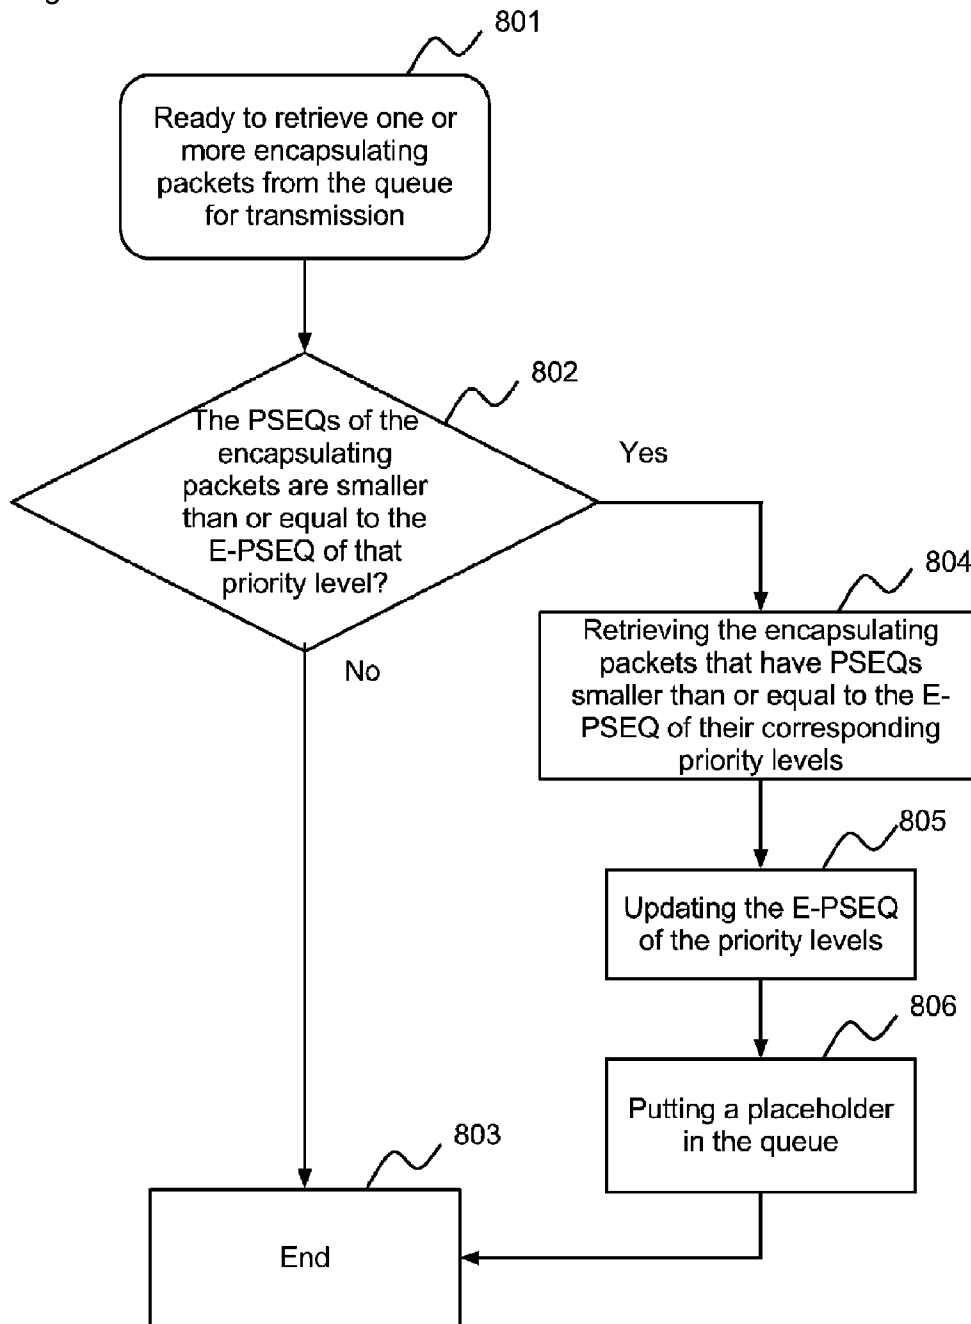 801
Ready to retrieve one or
more encapsulating
packets from the queue
for transmission
802
The PSEQs of the
encapsulating
packets are smaller
than or equal to the
E-PSEQ of that
priority level?
Yes
No
804
Retrieving the encapsulating
packets that have PSEQs
smaller than or equal to the E-
PSEQ of their corresponding
priority levels
805
Updating the E-PSEQ
of the priority levels
806
Putting a placeholder
in the queue
803
End